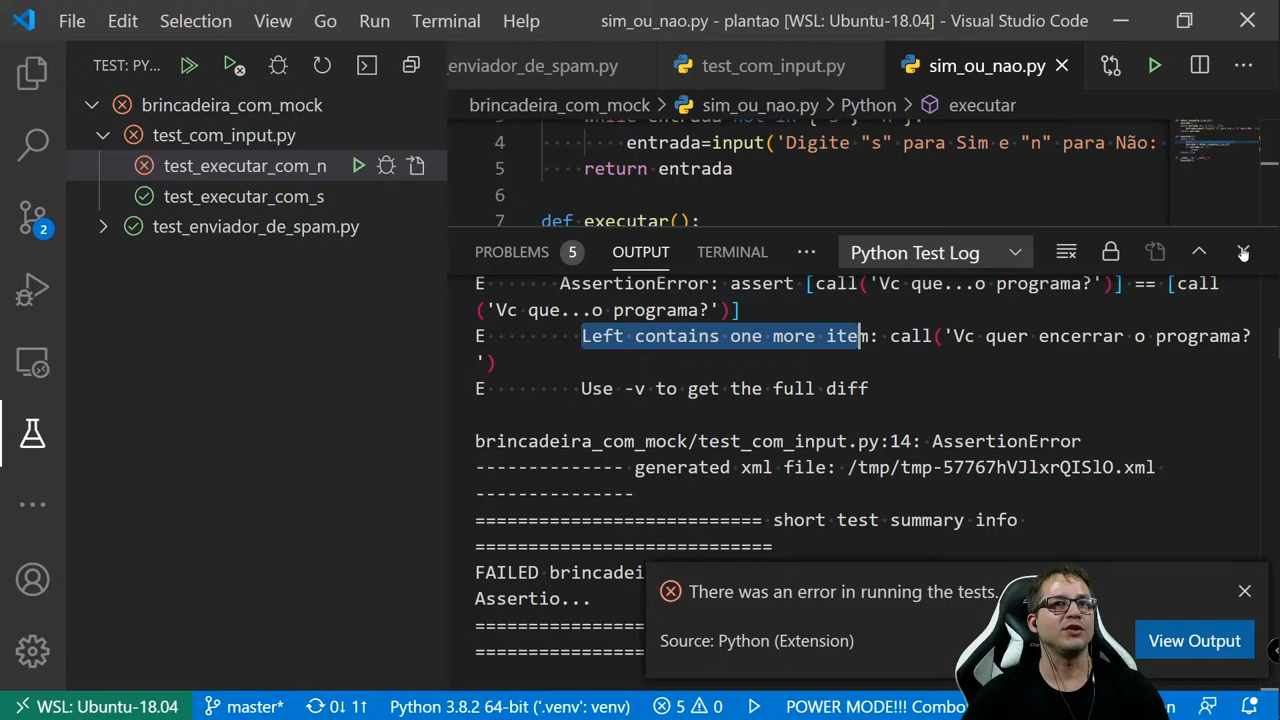 File Edit Selection View Go Run Terminal Help sim_ou_nao.py - plantao [WSL: Ubuntu-18.04] - Visual Studio Code
TEST: PY...
enviador_de_spam.py test_com_input.py sim_ou_nao.py
brincadeira_com_mock
test_com_input.py
test_executar_com_n
test_executar_com_s
test_enviador_de_spam.py
2
brincadeira_com_mock > sim_ou_nao.py > Python > executar
4 entrada=input('Digite "s" para Sim e "n" para Não:
5 return entrada
6
7 def executar():
PROBLEMS 5 OUTPUT TERMINAL ... Python Test Log
E AssertionError: assert [call('Vc que...o programa?')] == [call
('Vc que...o programa?')]
E Left contains one more item: call('Vc quer encerrar o programa?
')
E Use -v to get the full diff
brincadeira_com_mock/test_com_input.py:14: AssertionError
-------------- generated xml file: /tmp/tmp-57767hVJlxrQISlO.xml
---------------
=========================== short test summary info
============================
FAILED brincadei
Assertio...
There was an error in running the tests.
Source: Python (Extension)
View Output
WSL: Ubuntu-18.04 master* 0↓ 1↑ Python 3.8.2 64-bit ('.venv': venv) 5 0 POWER MODE!!! Combo